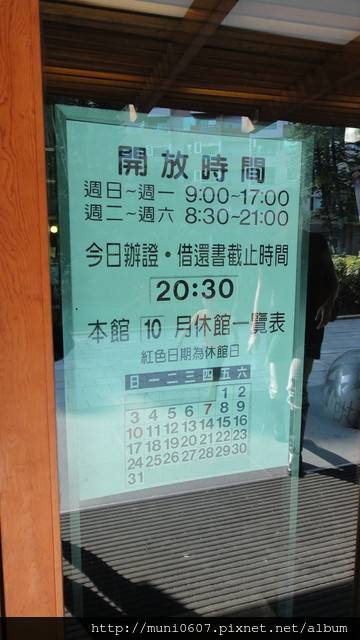 開放時間
週日~週一 9:00~17:00
週二~週六 8:30~21:00
今日辦證・借還書截止時間
20:30
本館 10 月休館一覽表
紅色日期為休館日
日 一 二 三 四 五 六
1 2
3 4 5 6 7 8 9
10 11 12 13 14 15 16
17 18 19 20 21 22 23
24 25 26 27 28 29 30
31
http://muni0607.pixnet.net/album